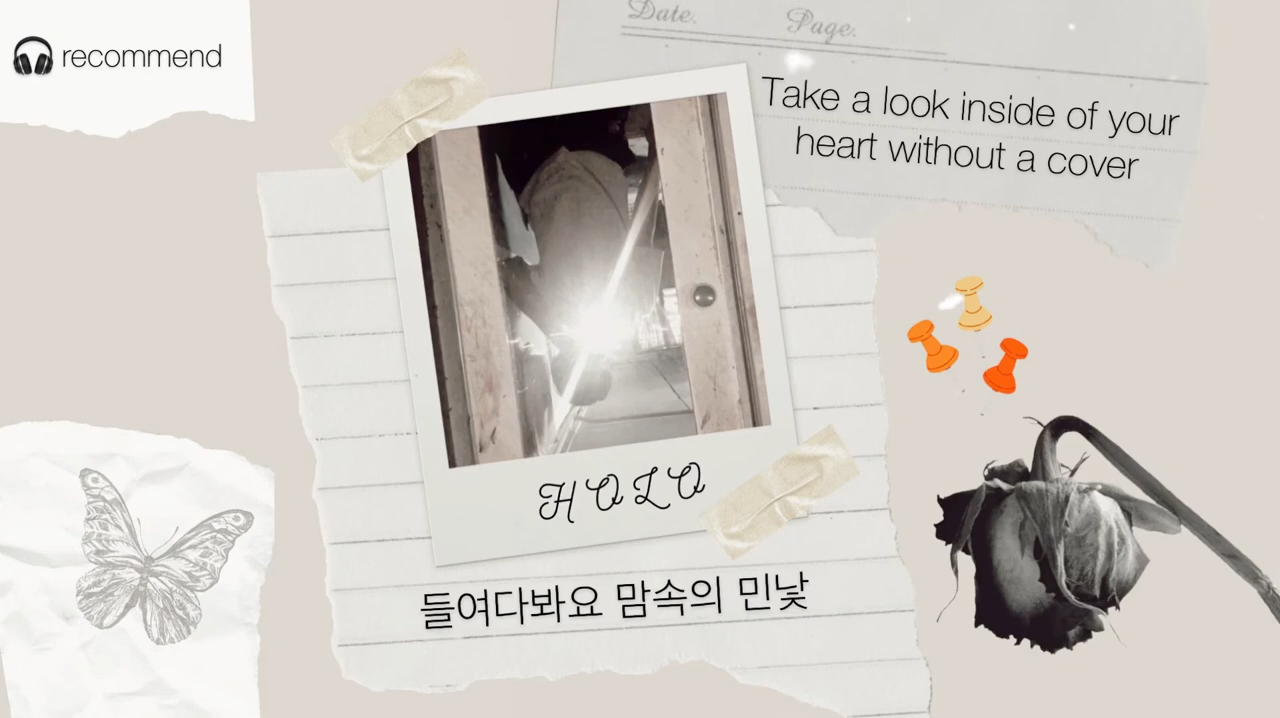 recommend
Date. Page.
Take a look inside of your
heart without a cover
HOLO
들여다봐요 맘속의 민낯